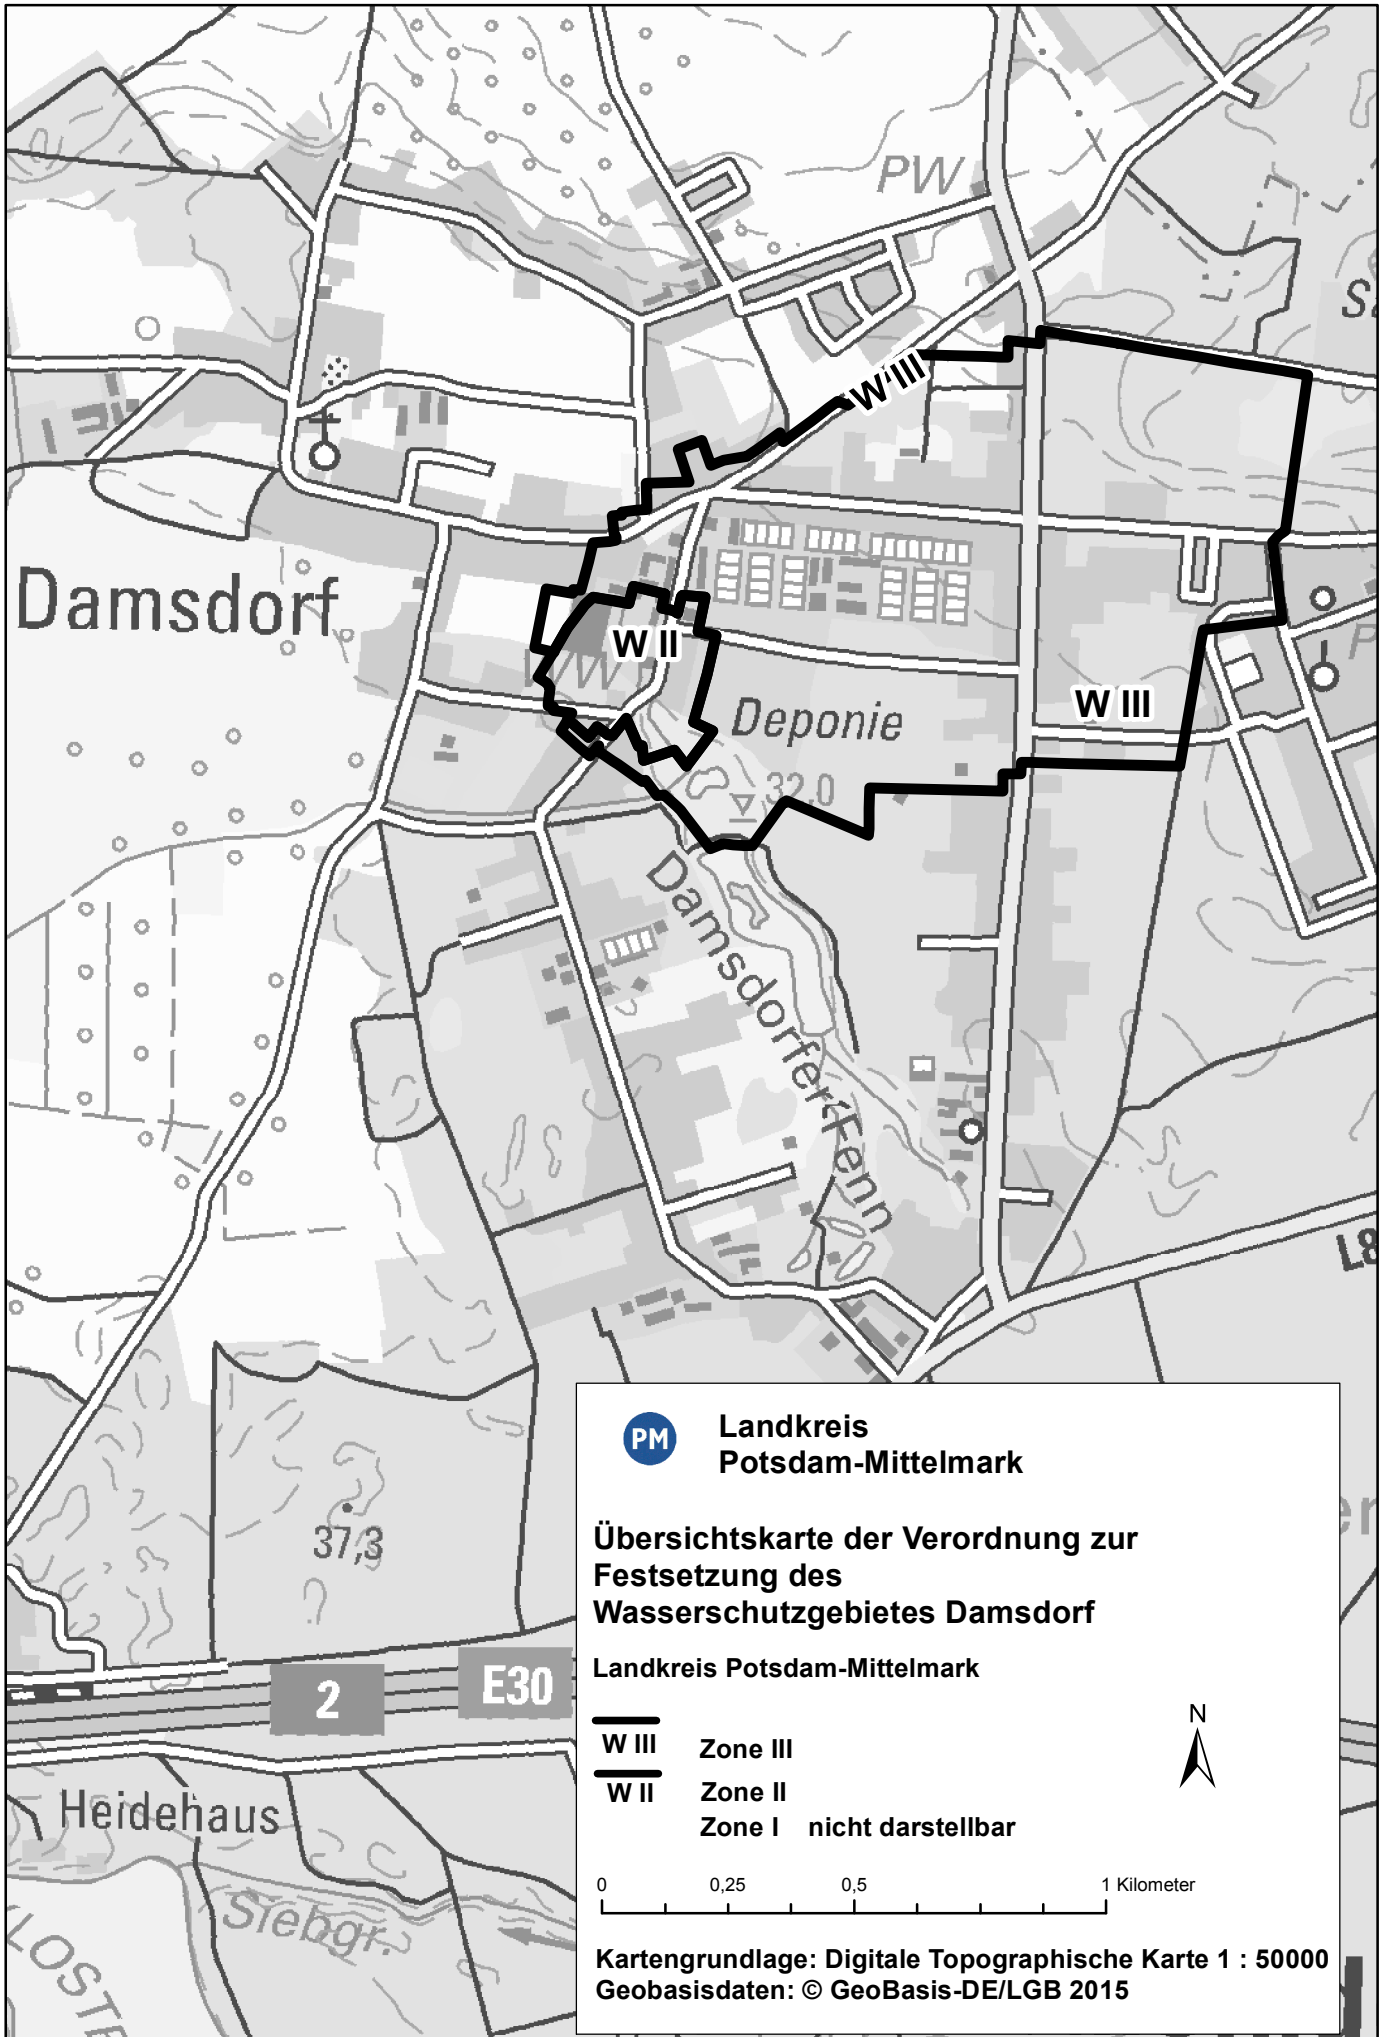 PW
W III
Damsdorf
W II
WW
W III
Deponie
32,0
Damsdorfer Fenn
37,3
2
E30
Heidehaus
Siebgr.
PM
Landkreis
Potsdam-Mittelmark
Übersichtskarte der Verordnung zur
Festsetzung des
Wasserschutzgebietes Damsdorf
Landkreis Potsdam-Mittelmark
W III Zone III
W II Zone II
Zone I nicht darstellbar
N
0 0,25 0,5 1 Kilometer
Kartengrundlage: Digitale Topographische Karte 1 : 50000
Geobasisdaten: © GeoBasis-DE/LGB 2015